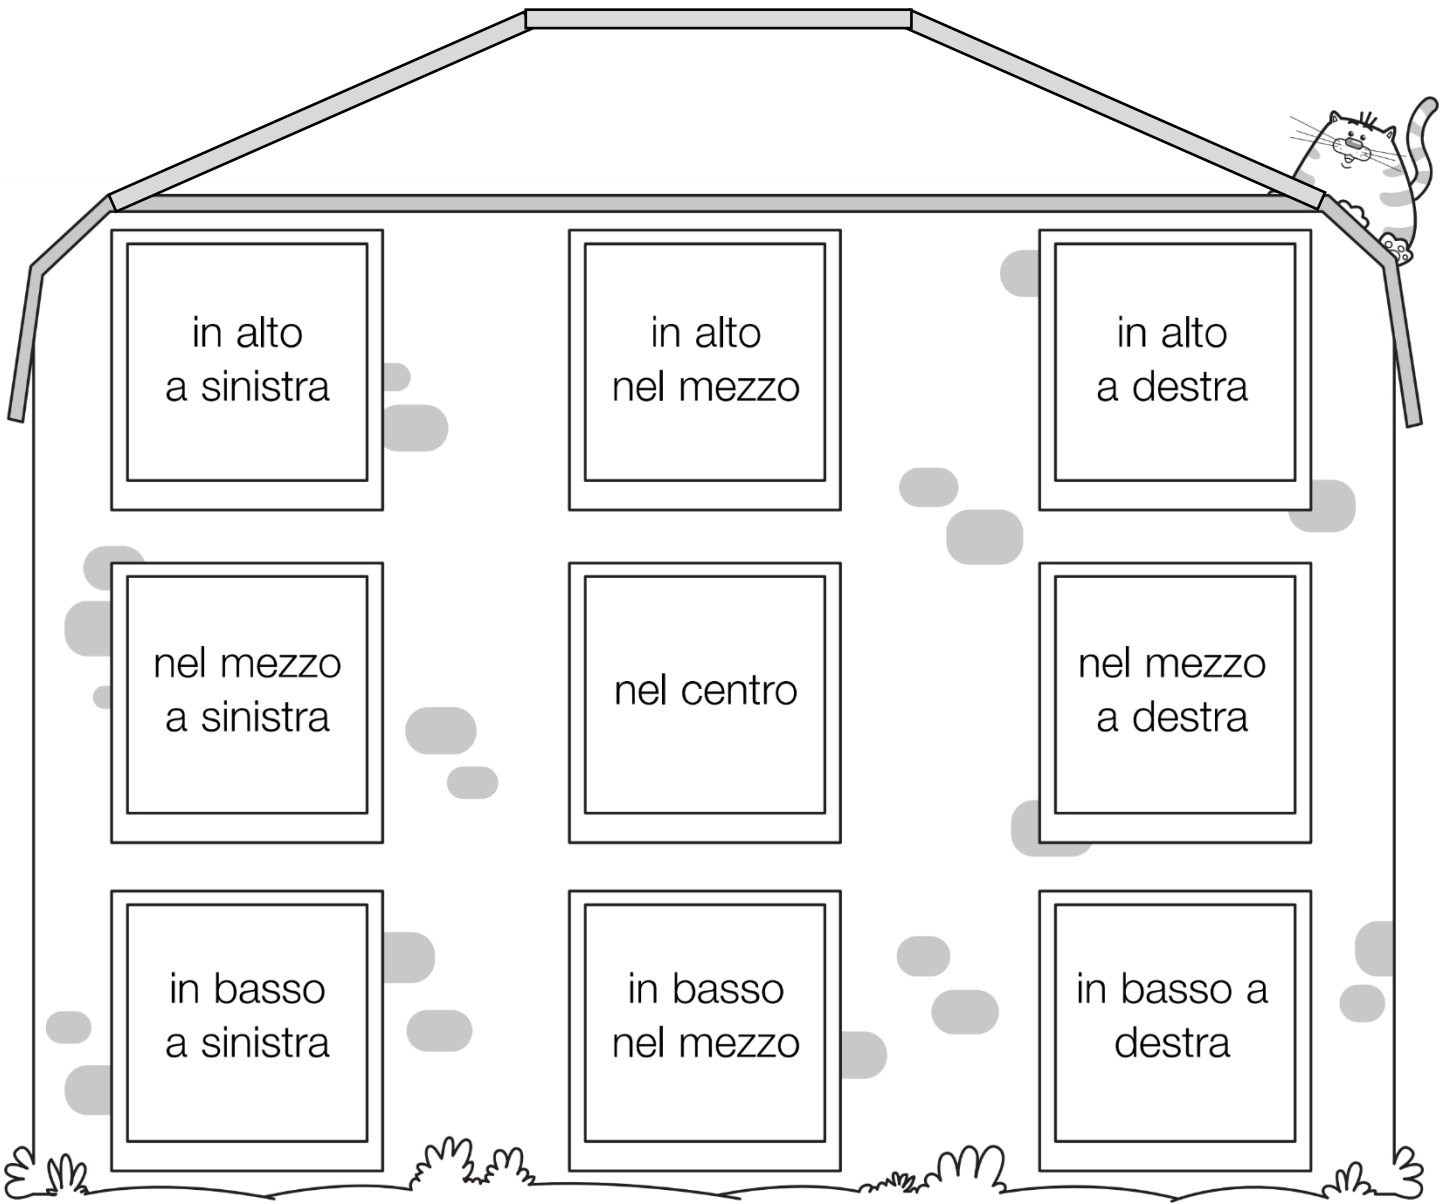 in alto
a sinistra
in alto
nel mezzo
in alto
a destra
nel mezzo
a sinistra
nel centro
nel mezzo
a destra
in basso
a sinistra
in basso
nel mezzo
in basso a
destra